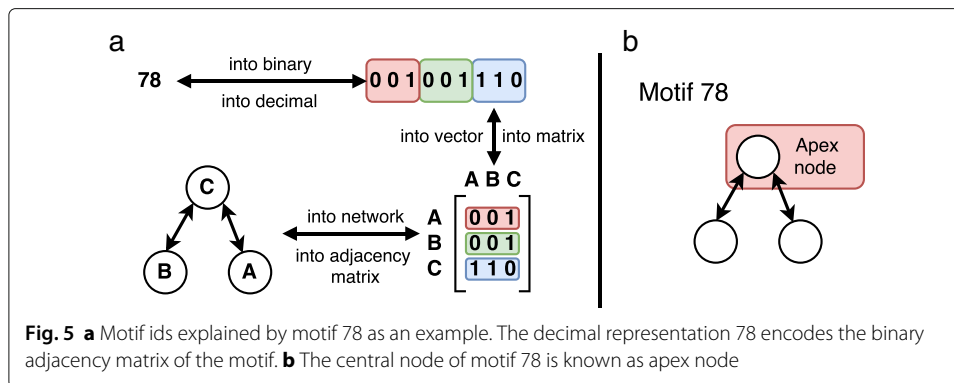 a
b
78
into binary
into decimal
0 0 1 0 0 1 1 1 0
Motif 78
into vector
into matrix
Apex
node
A B C
C
B
A
into network
into adjacency
matrix
A 0 0 1
B 0 0 1
C 1 1 0
Fig. 5 a Motif ids explained by motif 78 as an example. The decimal representation 78 encodes the binary
adjacency matrix of the motif. b The central node of motif 78 is known as apex node